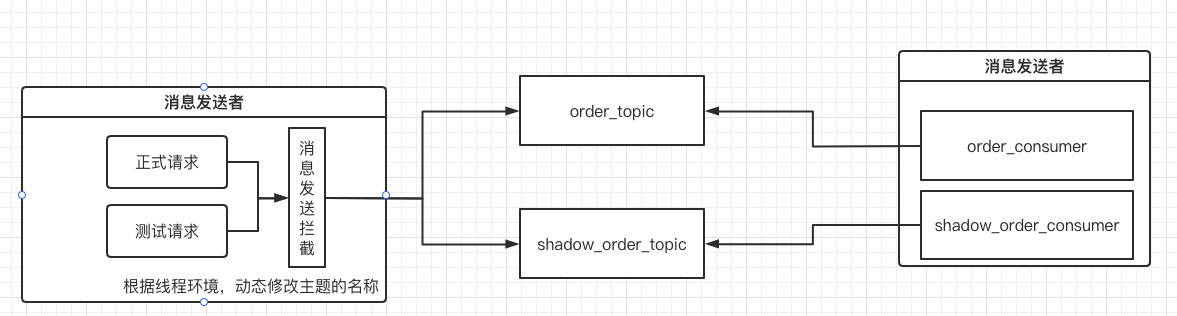 消息发送者
正式请求
测试请求
消息发送拦截
根据线程环境，动态修改主题的名称
order_topic
shadow_order_topic
消息发送者
order_consumer
shadow_order_consumer